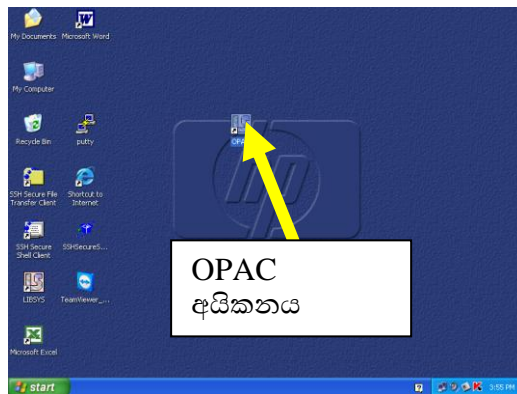 My Documents
Microsoft Word
My Computer
Recycle Bin
putty
SSH Secure File
Transfer Client
Shortcut to
Internet
SSH Secure
Shell Client
SSHSecureS...
LIBSYS
TeamViewer_...
Microsoft Excel
hp
OPAC
අයිකනය
start
3:55 PM